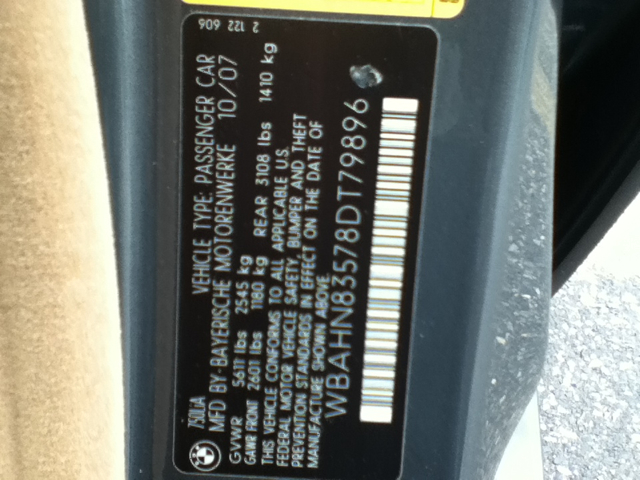 750LIA VEHICLE TYPE: PASSENGER CAR
MFD BY-BAYERISCHE MOTORENWERKE 10/07
GVWR 5611 lbs 2545 kg
GAWR FRONT 2601 lbs 1180 kg REAR 3108 lbs 1410 kg
THIS VEHICLE CONFORMS TO ALL APPLICABLE U.S.
FEDERAL MOTOR VEHICLE SAFETY, BUMPER AND THEFT
PREVENTION STANDARDS IN EFFECT ON THE DATE OF
MANUFACTURE SHOWN ABOVE.
WBAHN83578DT79896
2 122 606